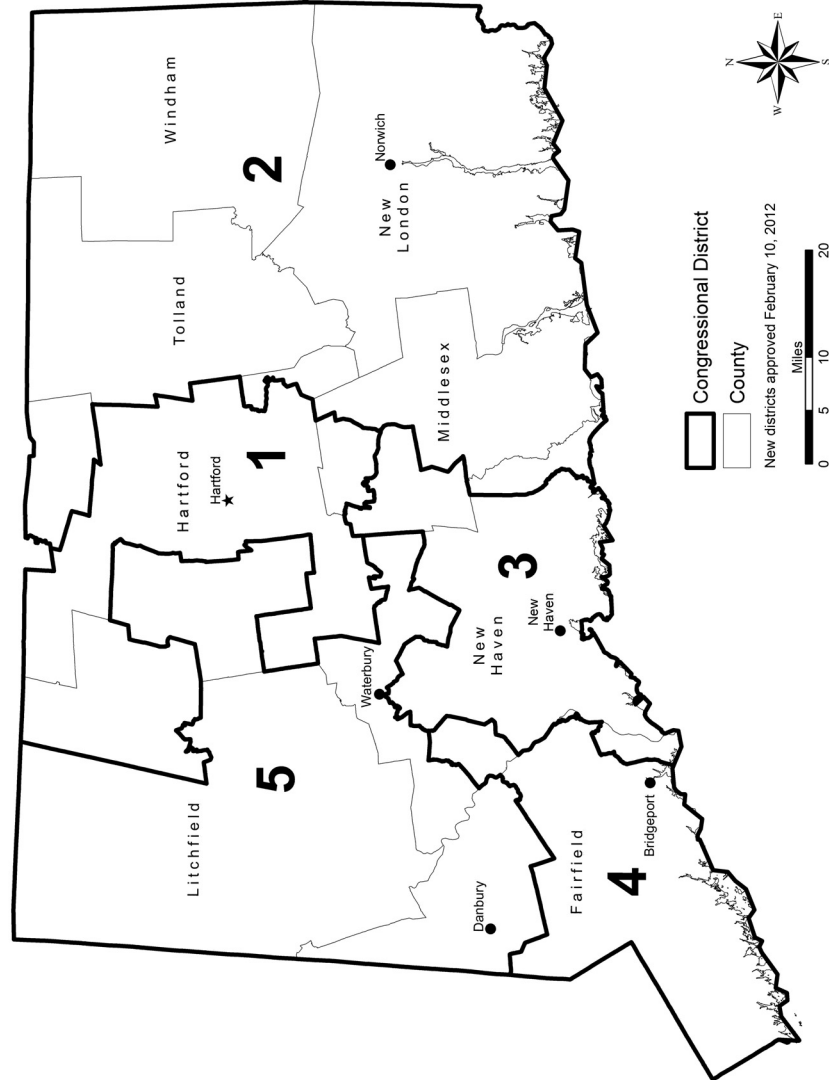 Windham
2
Norwich
New
London
Tolland
Middlesex
Hartford
Hartford
1
3
New
Haven
New
Haven
Waterbury
Litchfield
5
Danbury
Fairfield
4
Bridgeport
N
E
S
W
Congressional District
County
New districts approved February 10, 2012
Miles
0 5 10 20